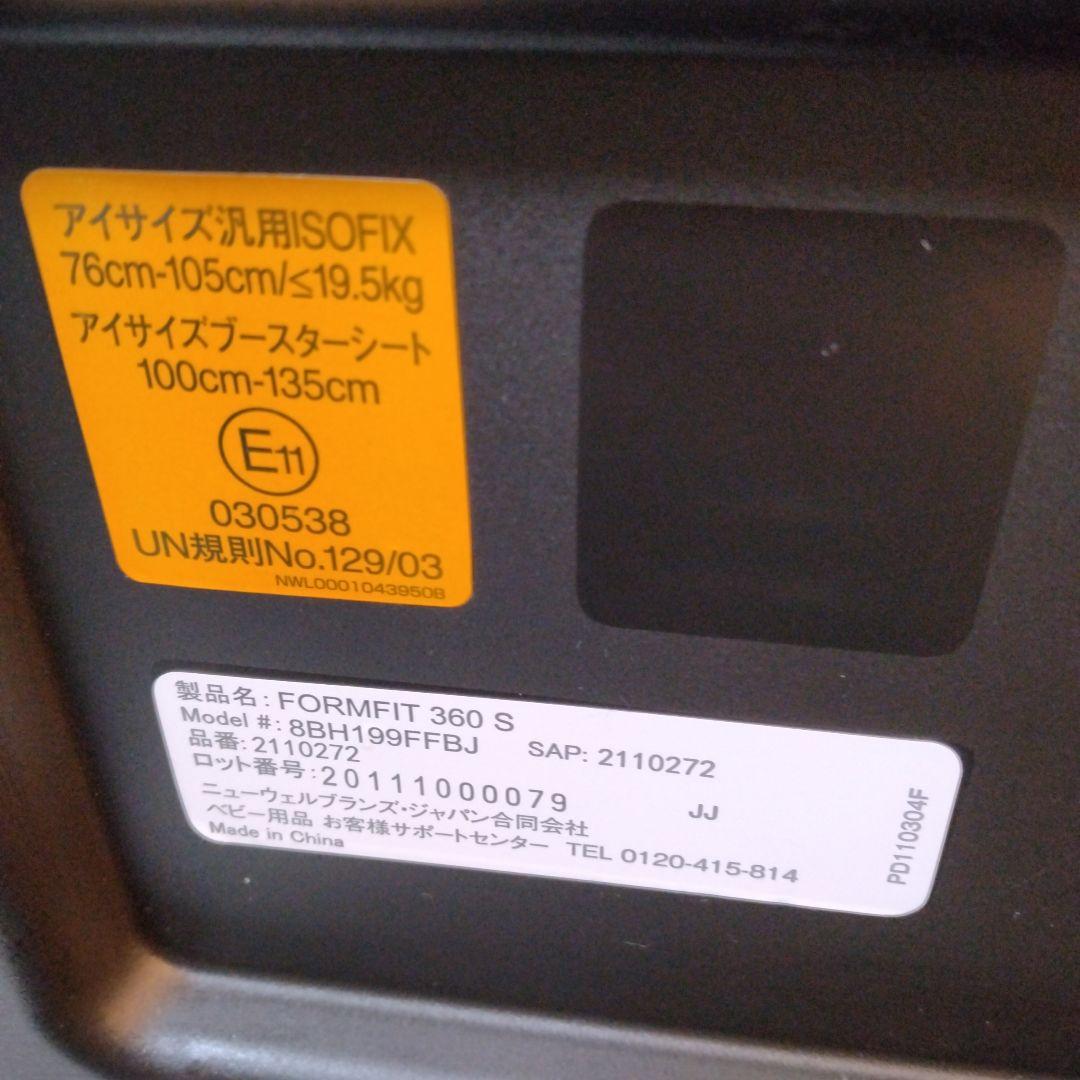 アイサイズ汎用ISOFIX
76cm-105cm/≤19.5kg
アイサイズブースターシート
100cm-135cm
E11
030538
UN規則No.129/03
NWL0001043950B
製品名: FORMFIT 360 S
Model #: 8BH199FFBJ SAP: 2110272
品番: 2110272
ロット番号: 20111000079 JJ
ニューウェルブランズ・ジャパン合同会社
ベビー用品 お客様サポートセンター TEL 0120-415-814
Made in China
PD110304F